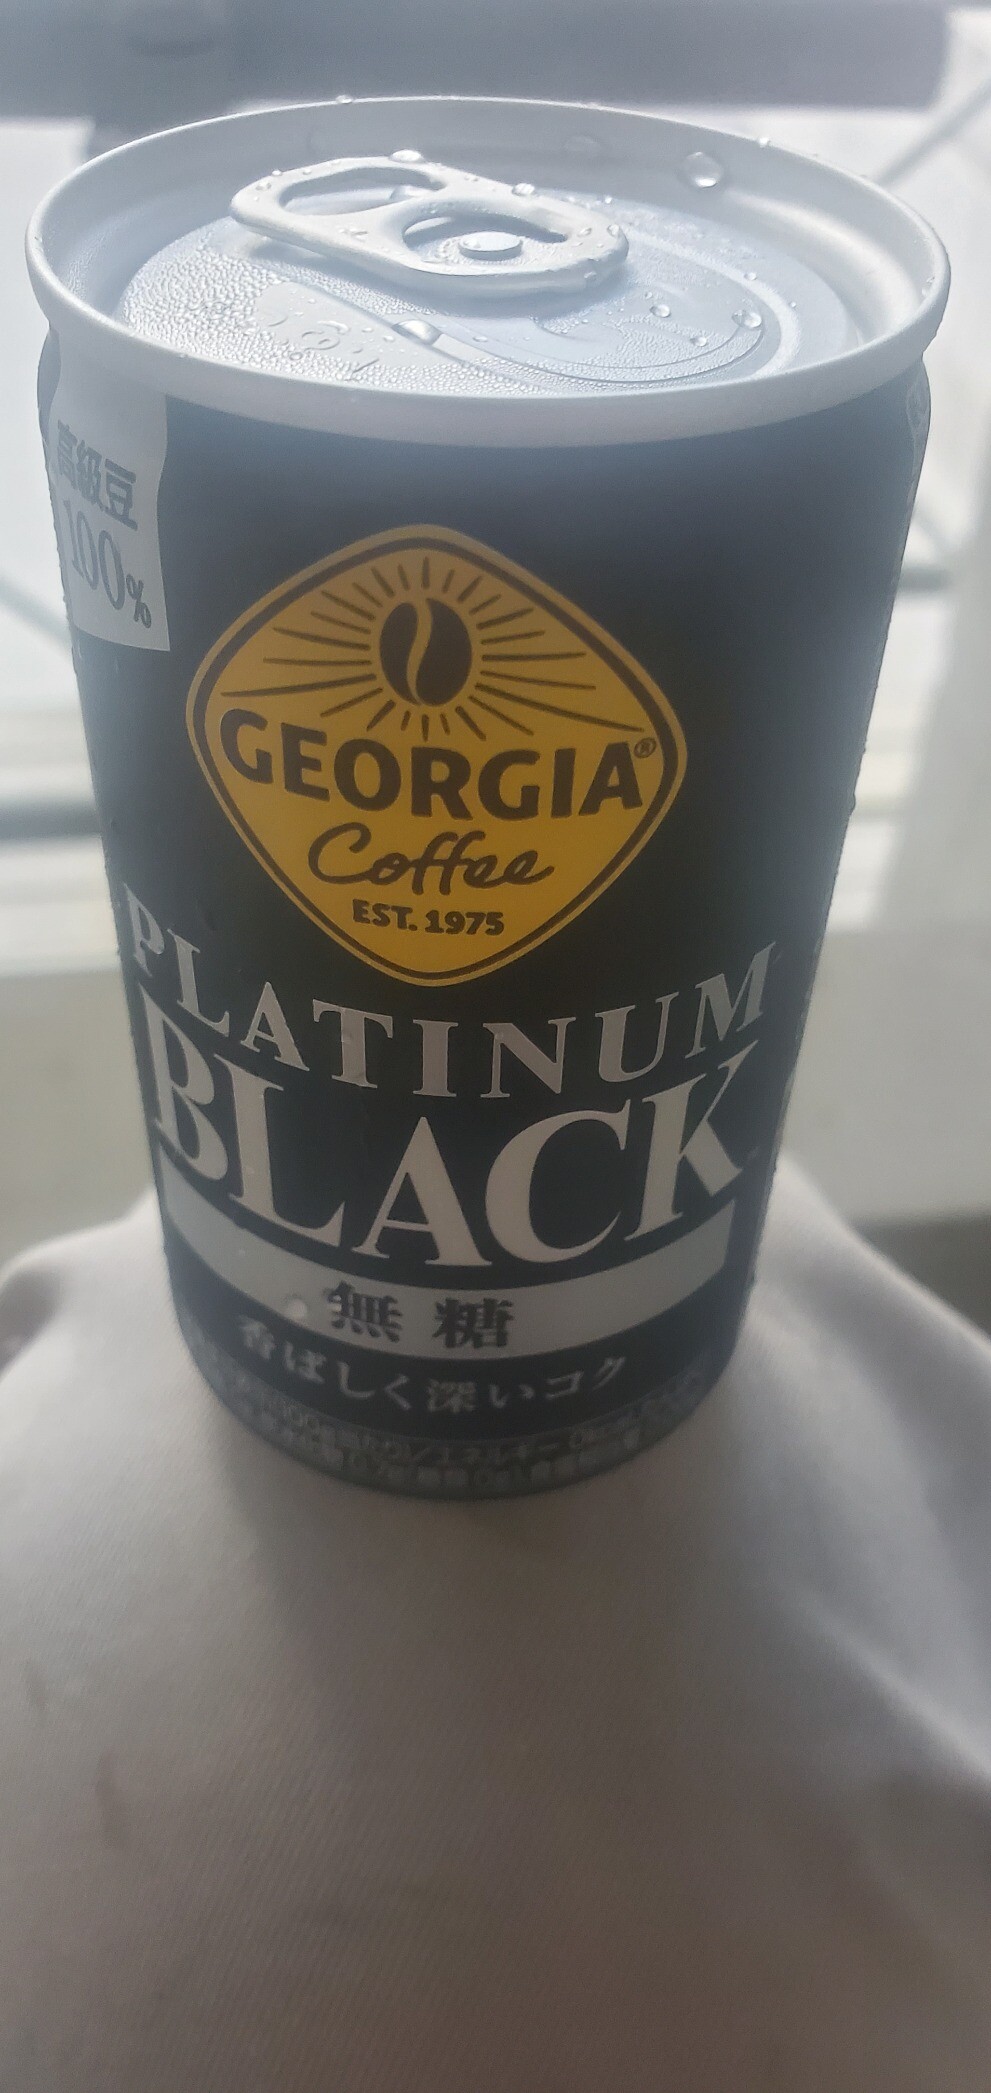 高級豆
100%
GEORGIA®
Coffee
EST. 1975
PLATINUM
BLACK
無糖
香ばしく深いコク